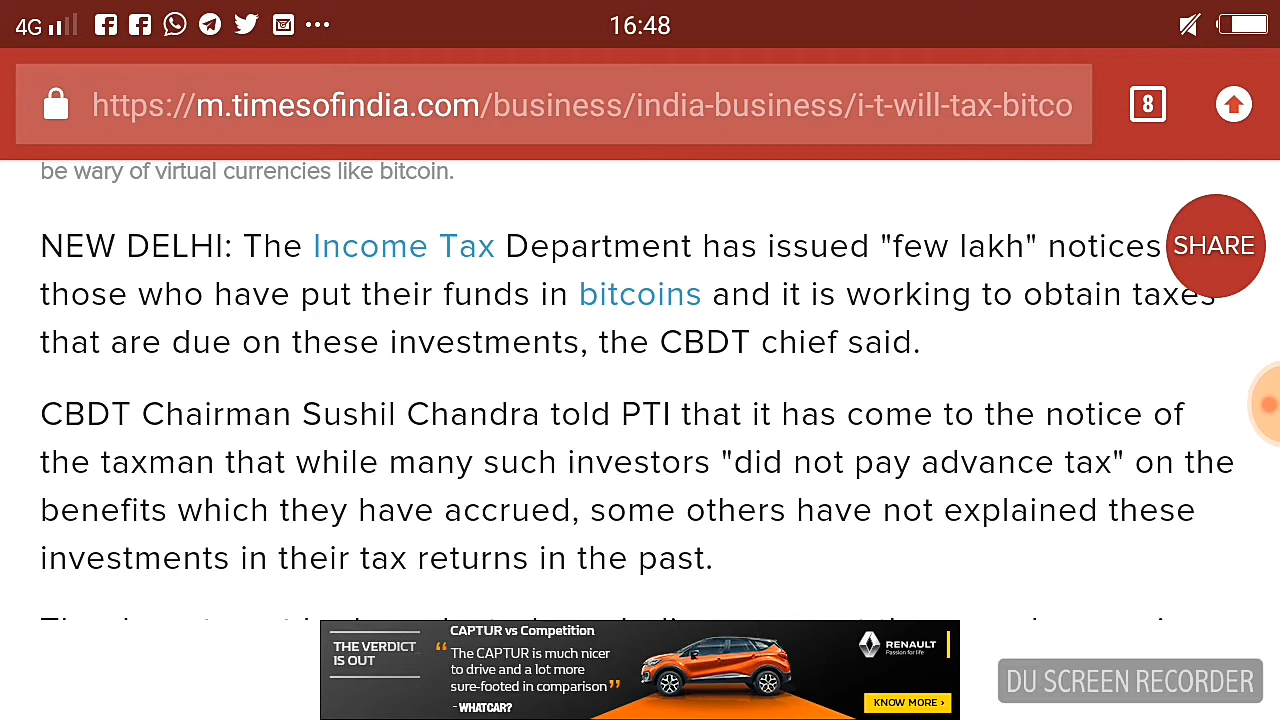 4G 16:48
https://m.timesofindia.com/business/india-business/i-t-will-tax-bitco 8
be wary of virtual currencies like bitcoin.
NEW DELHI: The Income Tax Department has issued "few lakh" notices
SHARE
those who have put their funds in bitcoins and it is working to obtain taxes
that are due on these investments, the CBDT chief said.
CBDT Chairman Sushil Chandra told PTI that it has come to the notice of
the taxman that while many such investors "did not pay advance tax" on the
benefits which they have accrued, some others have not explained these
investments in their tax returns in the past.
THE VERDICT
IS OUT
CAPTUR vs Competition
“The CAPTUR is much nicer
to drive and a lot more
sure-footed in comparison”
- WHATCAR?
RENAULT
Passion for life
KNOW MORE ›
DU SCREEN RECORDER